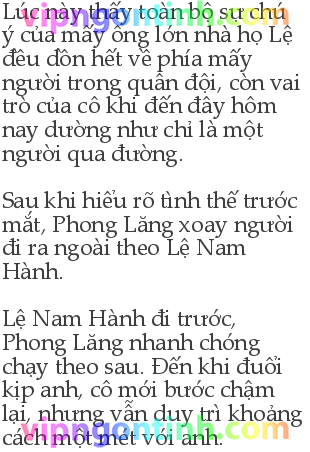 Lúc này thấy toàn bộ sự chú
ý của mấy ông lớn nhà họ Lệ
đều dồn hết về phía mấy
người trong quân đội, còn vai
trò của cô khi đến đây hôm
nay dường như chỉ là một
người qua đường.
Sau khi hiểu rõ tình thế trước
mắt, Phong Lăng xoay người
đi ra ngoài theo Lệ Nam
Hành.
Lệ Nam Hành đi trước,
Phong Lăng nhanh chóng
chạy theo sau. Đến khi đuổi
kịp anh, cô mới bước chậm
lại, nhưng vẫn duy trì khoảng
cách một mét với anh.
vipngontinh.com
vipngontinh.com